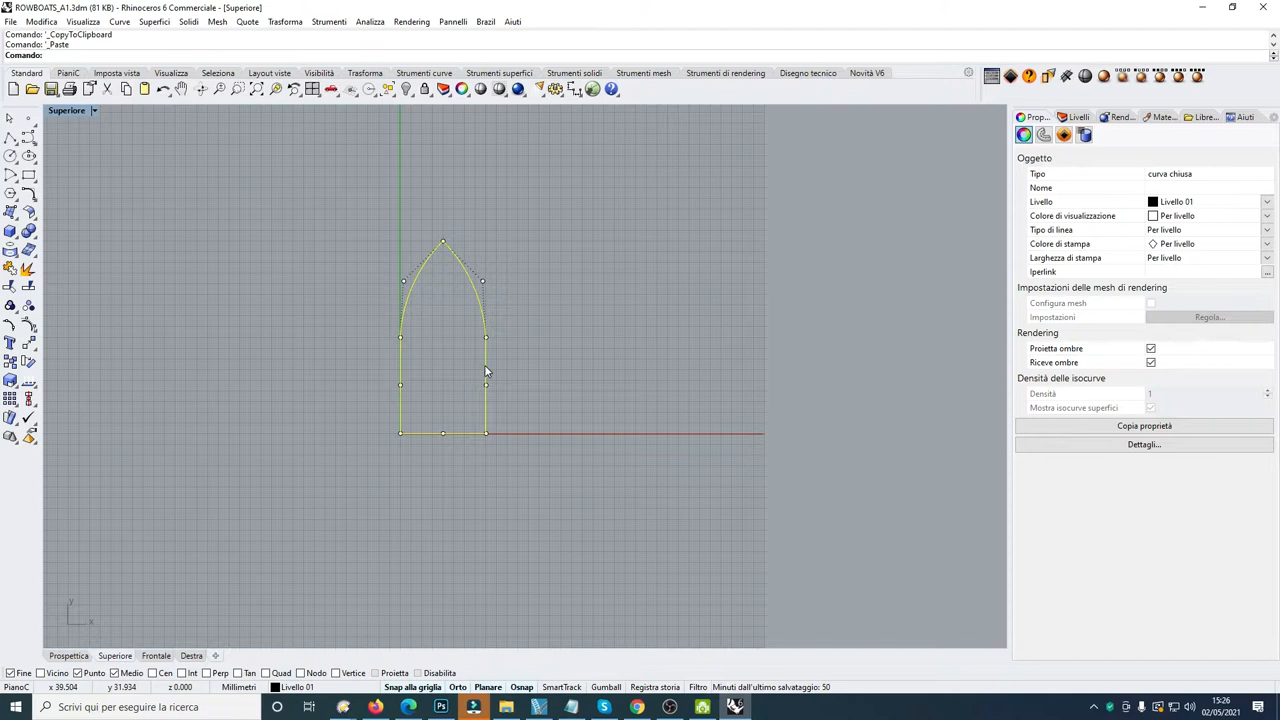 ROWBOATS_A1.3dm (81 KB) - Rhinoceros 6 Commerciale - [Superiore]
File Modifica Visualizza Curve Superfici Solidi Mesh Quote Trasforma Strumenti Analizza Rendering Pannelli Brazil Aiuti
Comando: '_CopyToClipboard
Comando: '_Paste
Comando:
Standard PianiC Imposta vista Visualizza Selezione Layout viste Visibilità Trasforma Strumenti curve Strumenti superfici Strumenti solidi Strumenti mesh Strumenti di rendering Disegno tecnico Novità V6
Superiore
Prop... Livelli Rend... Mate... Libre... Aiuti
Oggetto
Tipo curva chiusa
Nome
Livello Livello 01
Colore di visualizzazione Per livello
Tipo di linea Per livello
Colore di stampa Per livello
Larghezza di stampa Per livello
Iperlink ...
Impostazioni delle mesh di rendering
Configura mesh
Impostazioni Regola...
Rendering
Proietta ombre
Riceve ombre
Densità delle isocurve
Densità 1
Mostra isocurve superfici
Copia proprietà
Dettagli...
y
x
Prospettica Superiore Frontale Destra
Fine Vicino Punto Medio Cen Int Perp Tan Quad Nodo Vertice Proietta Disabilita
PianoC x 39.504 y 31.934 z 0.000 Millimetri Livello 01 Snap alla griglia Orto Planare Osnap SmartTrack Gumball Registra storia Filtro Minuti dall'ultimo salvataggio: 50
Scrivi qui per eseguire la ricerca
15:26
02/05/2021